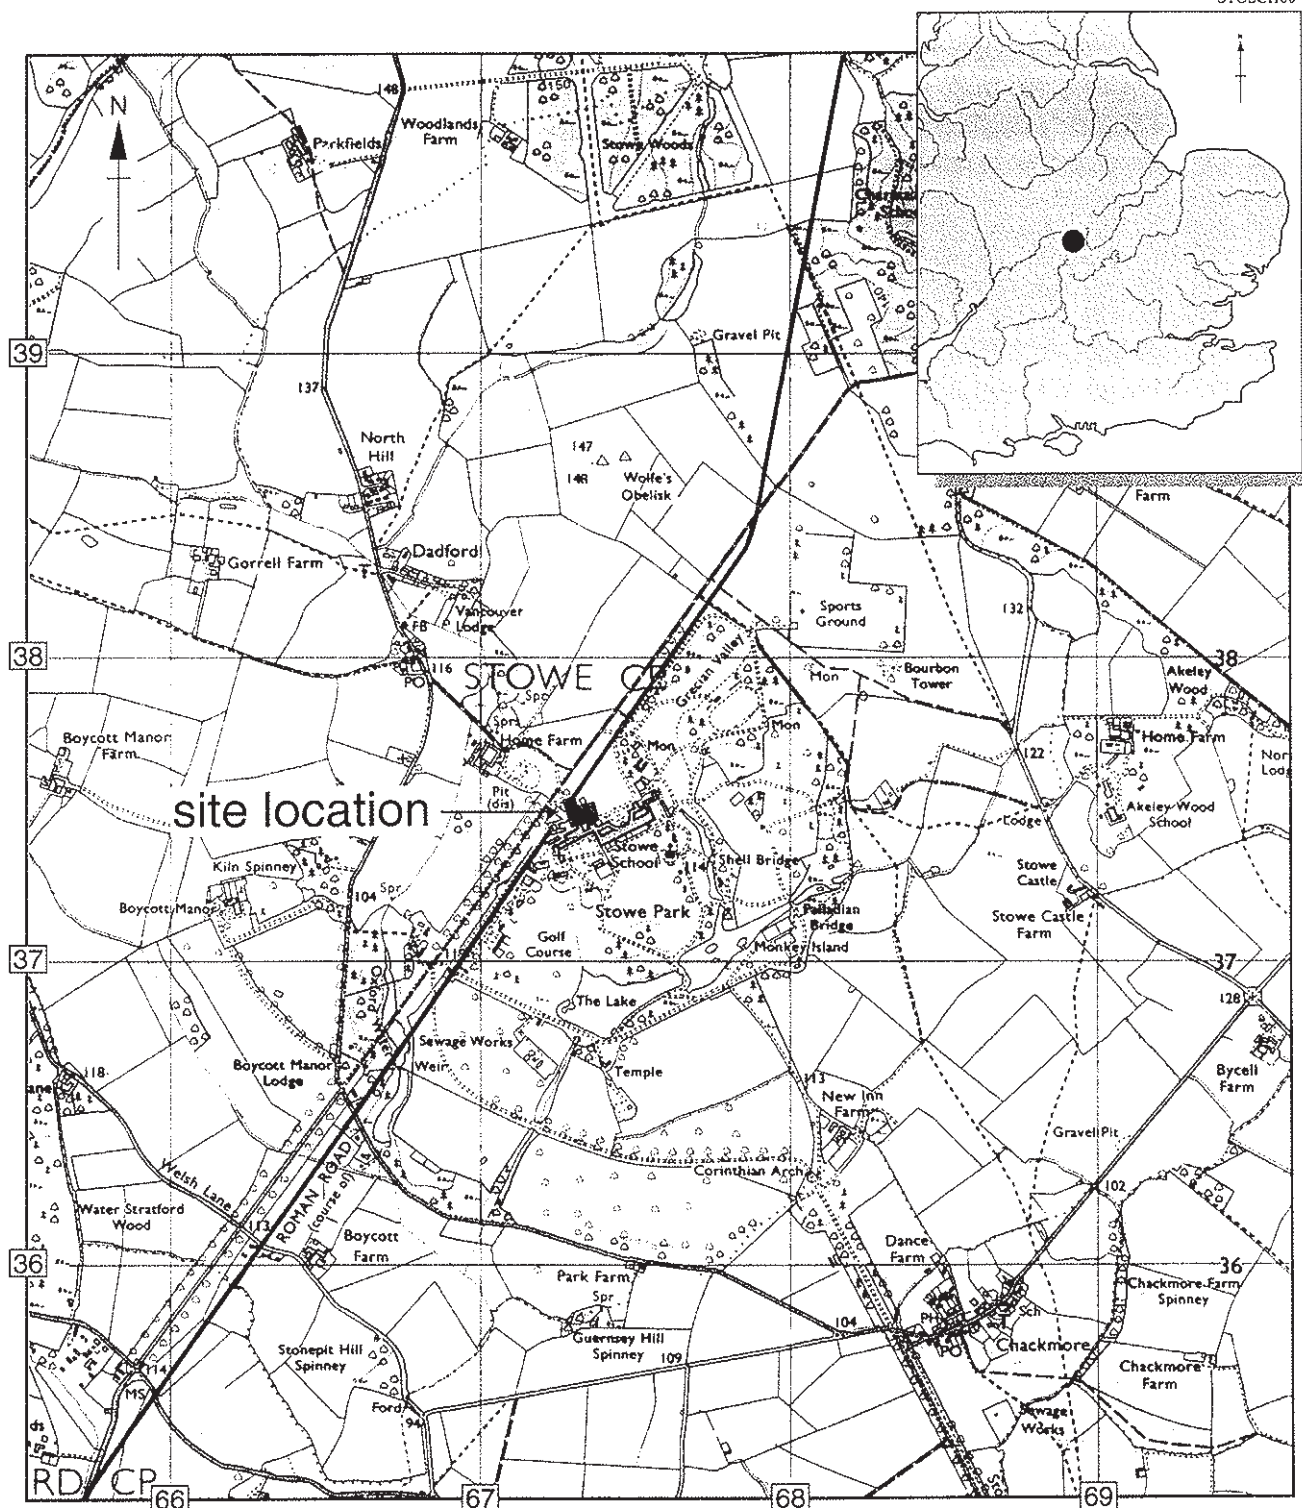 N
N
148
Parkfields
Woodlands
Farm
150
Stowe Woods
39
Gravel Pit
137
North
Hill
147
148
Wolfe's
Obelisk
Farm
Gorrell Farm
Dadford
Vancouver
Lodge
FB
Sports
Ground
132
38
116
PO
STOWE CP
Spr
Spr
Grecian Valley
Mon
Bourbon
Tower
Akeley
Wood
38
Mon
Mon
Boycott Manor
Farm
Home Farm
122
Home Farm
Pit
(dis)
site location
Lodge
Akeley Wood
School
Stowe
School
114
Shell Bridge
Kiln Spinney
104
Spr
Stowe
Castle
Boycott Manor
Stowe Park
Palladian
Bridge
Stowe Castle
Farm
Golf
Course
Monkey Island
37
37
The Lake
128
Sewage Works
Weir
Boycott Manor
Lodge
118
Temple
113
New Inn
Farm
Bycell
Farm
Gravel Pit
Corinthian Arch
102
Welsh Lane
ROMAN ROAD
(course of)
Water Stratford
Wood
113
Boycott
Farm
Dance
Farm
36
36
Park Farm
Spr
Chackmore Farm
Spinney
Guernsey Hill
Spinney
104
PH
Sch
PO
Chackmore
Stonepit Hill
Spinney
109
Chackmore
Farm
114
MS
Ford
94
Sewage
Works
RD CP
66
67
68
69